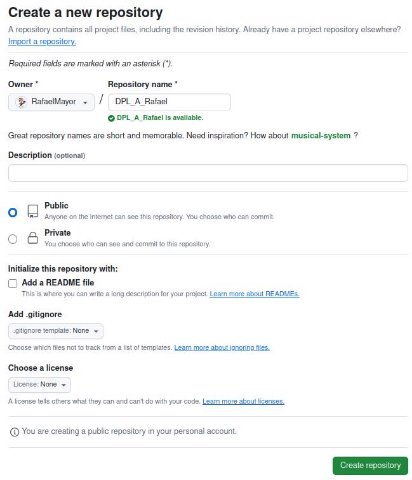 Create a new repository
A repository contains all project files, including the revision history. Already have a project repository elsewhere?
Import a repository.
Required fields are marked with an asterisk (*).
Owner * Repository name *
RafaelMayor / DPL_A_Rafael
DPL_A_Rafael is available.
Great repository names are short and memorable. Need inspiration? How about musical-system ?
Description (optional)
Public
Anyone on the internet can see this repository. You choose who can commit.
Private
You choose who can see and commit to this repository.
Initialize this repository with:
Add a README file
This is where you can write a long description for your project. Learn more about READMEs.
Add .gitignore
.gitignore template: None
Choose which files not to track from a list of templates. Learn more about ignoring files.
Choose a license
License: None
A license tells others what they can and can't do with your code. Learn more about licenses.
You are creating a public repository in your personal account.
Create repository